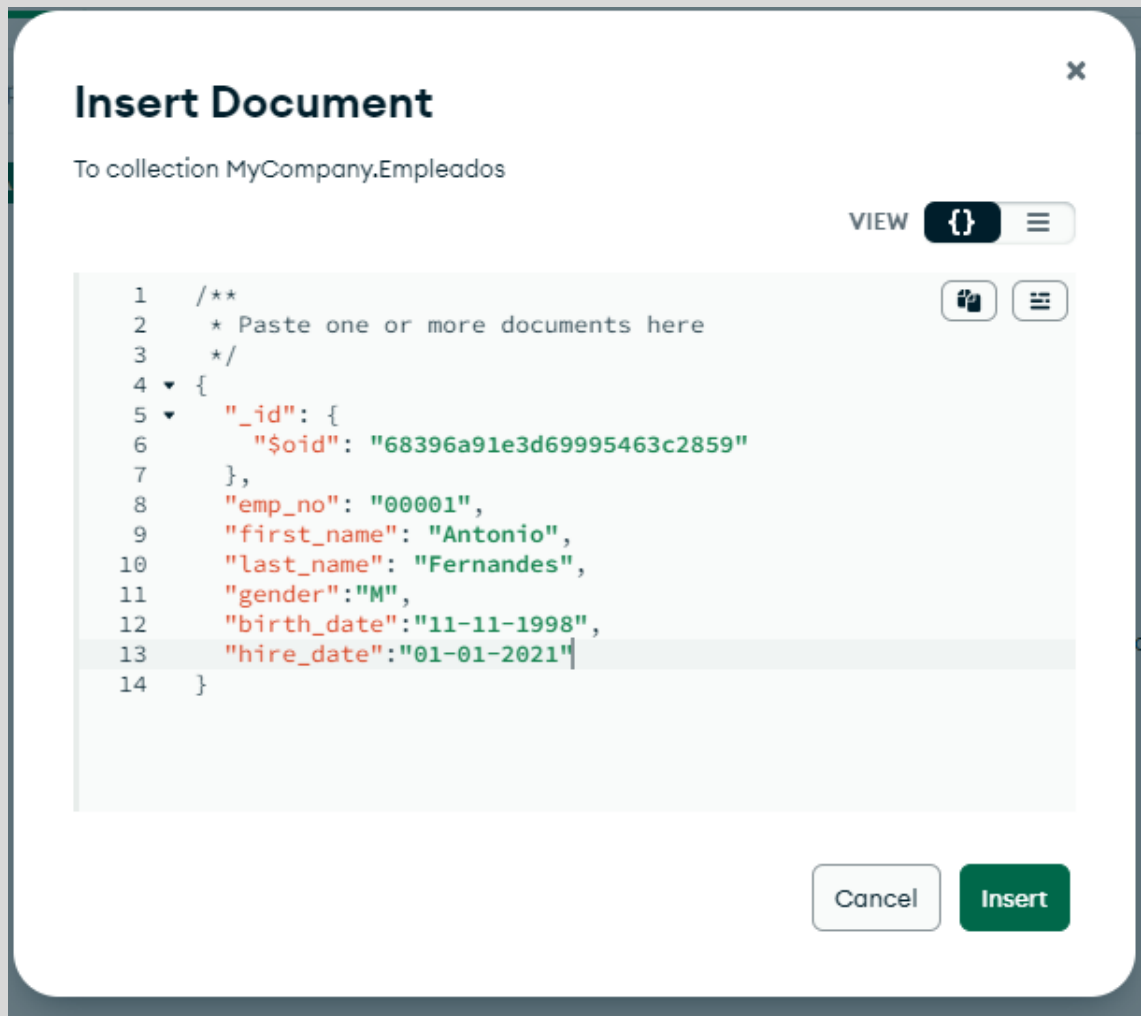 Insert Document
To collection MyCompany.Empleados
VIEW {}
1 /**
2 * Paste one or more documents here
3 */
4 {
5 "_id": {
6 "$oid": "68396a91e3d69995463c2859"
7 },
8 "emp_no": "00001",
9 "first_name": "Antonio",
10 "last_name": "Fernandes",
11 "gender":"M",
12 "birth_date":"11-11-1998",
13 "hire_date":"01-01-2021"
14 }
Cancel Insert